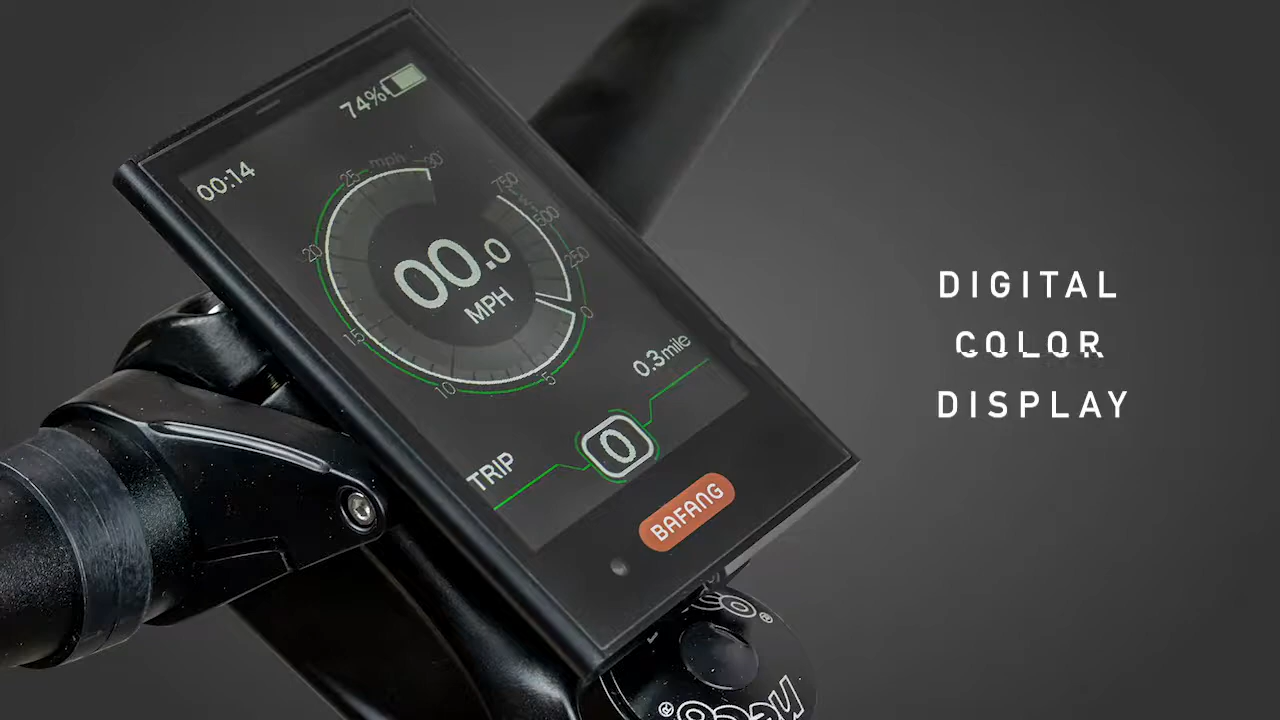 74%
00:14
mph
30
25
20
15
10
5
0
750
W
500
250
00.0
MPH
0.3mile
TRIP
0
BAFANG
DIGITAL
COLOR
DISPLAY